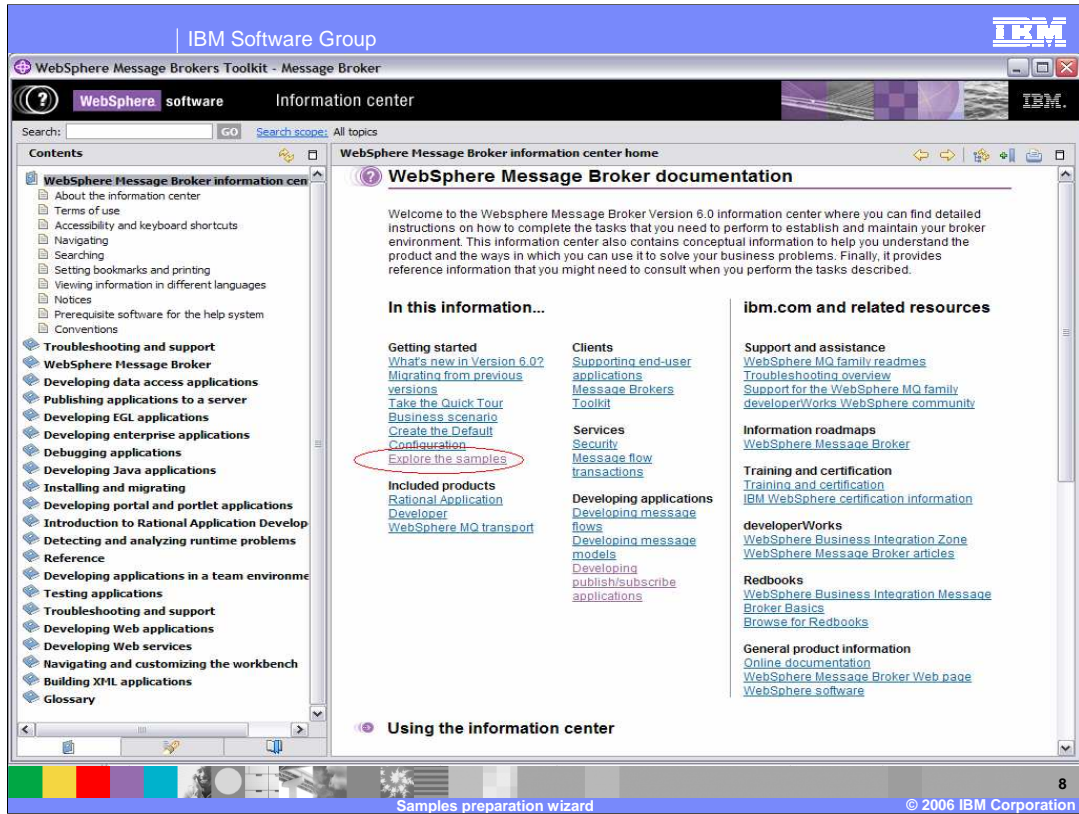 IBM Software Group
IBM
WebSphere Message Brokers Toolkit - Message Broker
WebSphere software
Information center
IBM.
Search:
GO
Search scope: All topics
Contents
WebSphere Message Broker information cen
About the information center
Terms of use
Accessibility and keyboard shortcuts
Navigating
Searching
Setting bookmarks and printing
Viewing information in different languages
Notices
Prerequisite software for the help system
Conventions
Troubleshooting and support
WebSphere Message Broker
Developing data access applications
Publishing applications to a server
Developing EGL applications
Developing enterprise applications
Debugging applications
Developing Java applications
Installing and migrating
Developing portal and portlet applications
Introduction to Rational Application Develop
Detecting and analyzing runtime problems
Reference
Developing applications in a team environme
Testing applications
Troubleshooting and support
Developing Web applications
Developing Web services
Navigating and customizing the workbench
Building XML applications
Glossary
WebSphere Message Broker information center home
WebSphere Message Broker documentation
Welcome to the Websphere Message Broker Version 6.0 information center where you can find detailed
instructions on how to complete the tasks that you need to perform to establish and maintain your broker
environment. This information center also contains conceptual information to help you understand the
product and the ways in which you can use it to solve your business problems. Finally, it provides
reference information that you might need to consult when you perform the tasks described.
In this information...
Getting started
What's new in Version 6.0?
Migrating from previous
versions
Take the Quick Tour
Business scenario
Create the Default
Configuration
Explore the samples
Included products
Rational Application
Developer
WebSphere MQ transport
Clients
Supporting end-user
applications
Message Brokers
Toolkit
Services
Security
Message flow
transactions
Developing applications
Developing message
flows
Developing message
models
Developing
publish/subscribe
applications
ibm.com and related resources
Support and assistance
WebSphere MQ family readmes
Troubleshooting overview
Support for the WebSphere MQ family
developerWorks WebSphere community
Information roadmaps
WebSphere Message Broker
Training and certification
Training and certification
IBM WebSphere certification information
developerWorks
WebSphere Business Integration Zone
WebSphere Message Broker articles
Redbooks
WebSphere Business Integration Message
Broker Basics
Browse for Redbooks
General product information
Online documentation
WebSphere Message Broker Web page
WebSphere software
Using the information center
8
Samples preparation wizard
© 2006 IBM Corporation